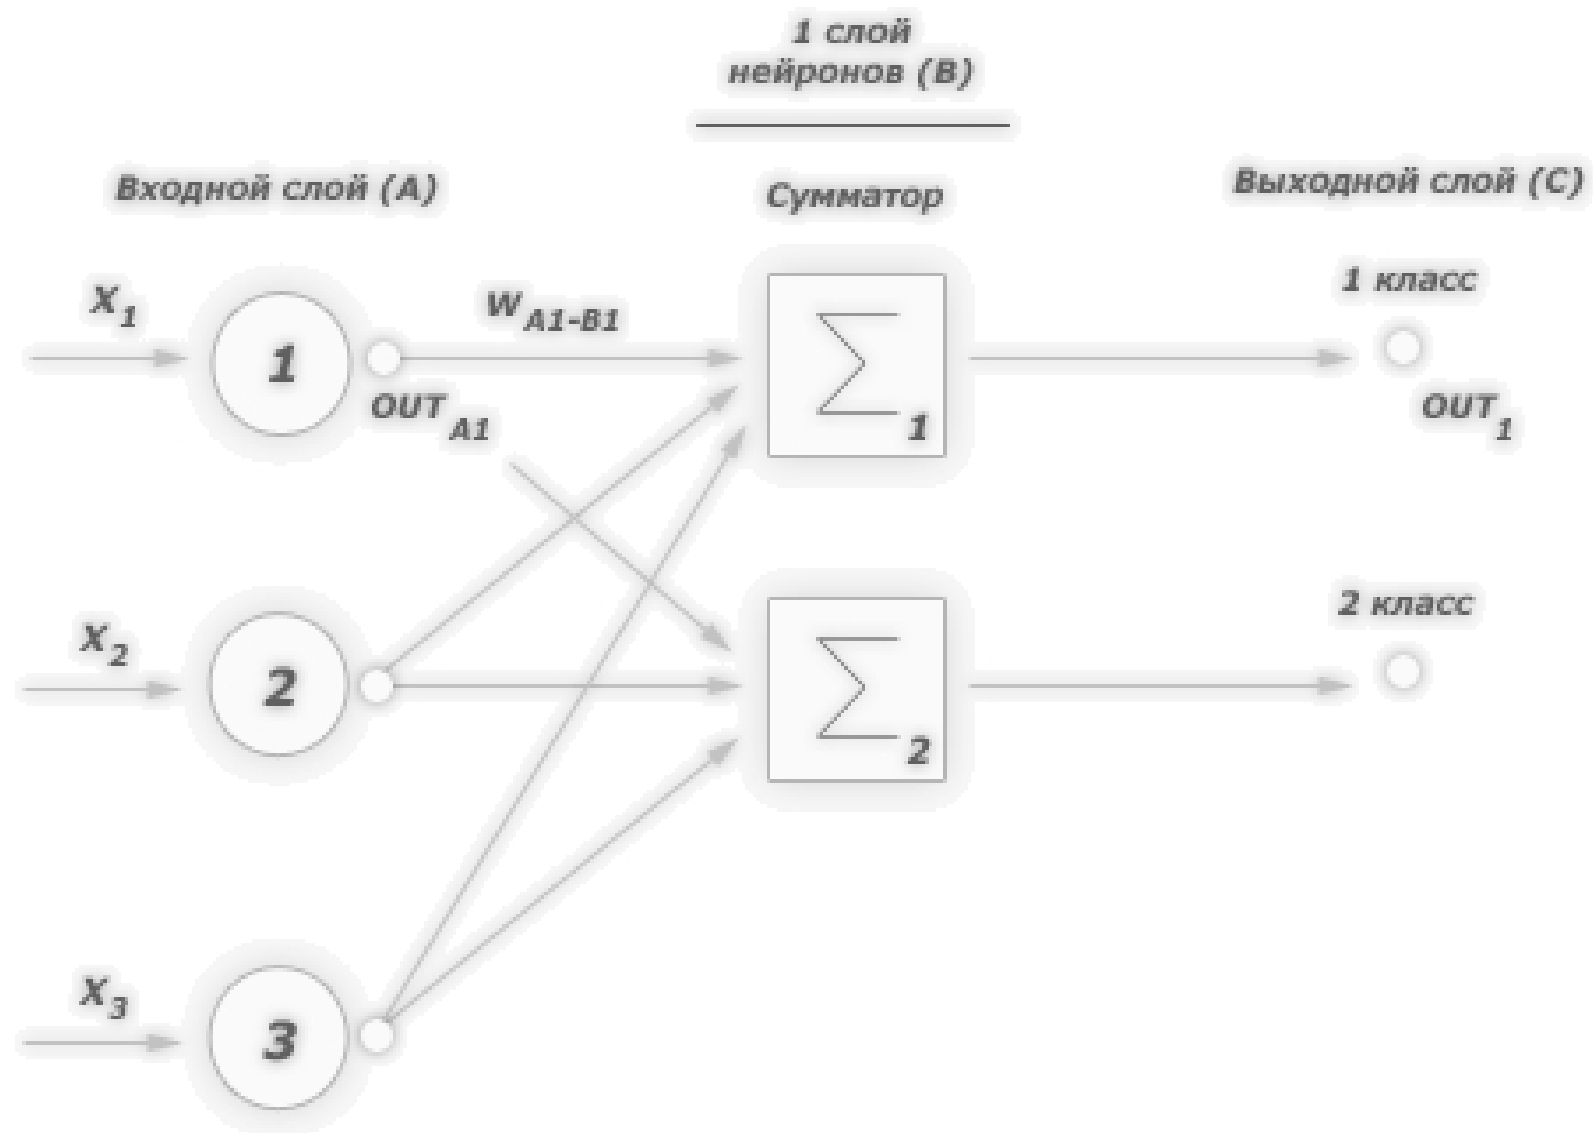 1 слой
нейронов (B)
Входной слой (A)
Сумматор
Выходной слой (C)
X1
1
OUTA1
WA1-B1
1
1 класс
OUT1
X2
2
2
2 класс
X3
3